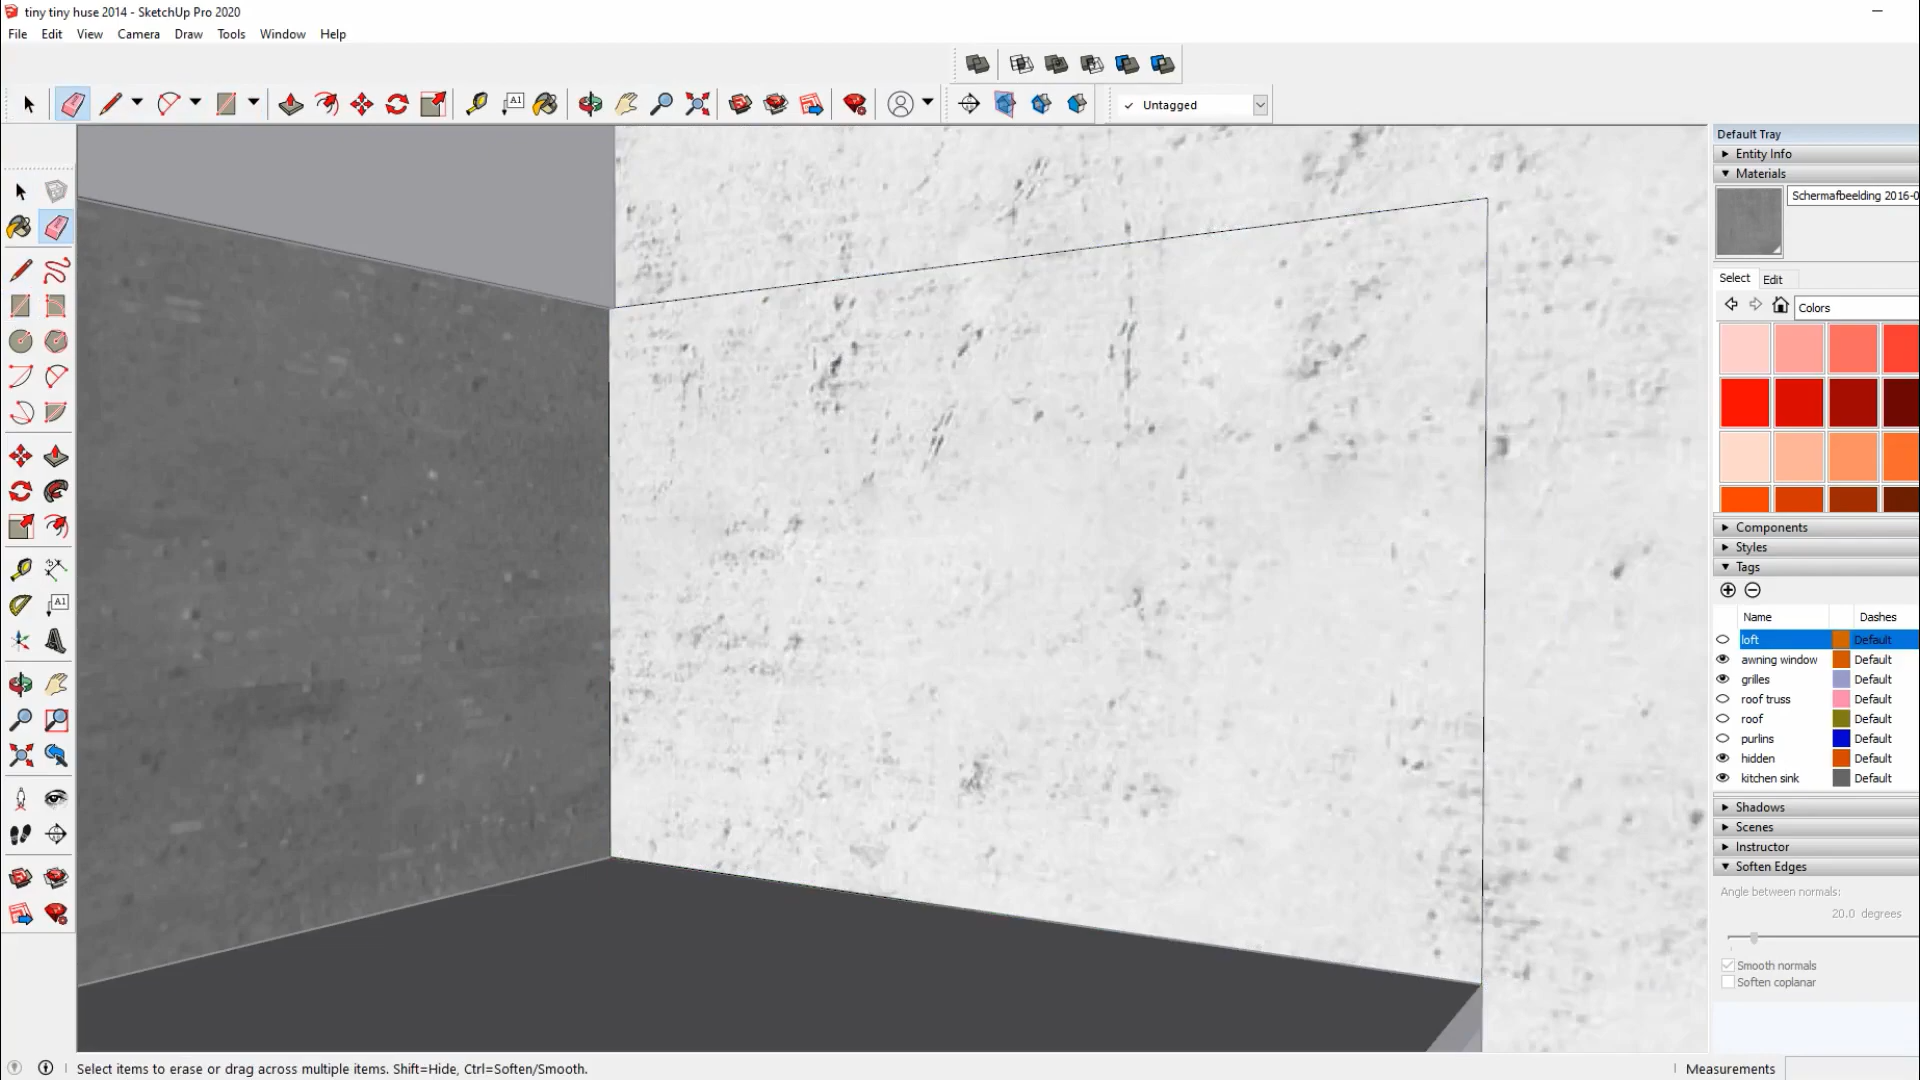 tiny tiny huse 2014 - SketchUp Pro 2020
File Edit View Camera Draw Tools Window Help
A1
Untagged
Default Tray
Entity Info
Materials
Schermafbeelding 2016-0
Select Edit
Colors
Components
Styles
Tags
Name Dashes
loft Default
awning window Default
grilles Default
roof truss Default
roof Default
purlins Default
hidden Default
kitchen sink Default
Shadows
Scenes
Instructor
Soften Edges
Angle between normals:
20.0 degrees
Smooth normals
Soften coplanar
A1
Select items to erase or drag across multiple items. Shift=Hide, Ctrl=Soften/Smooth.
Measurements